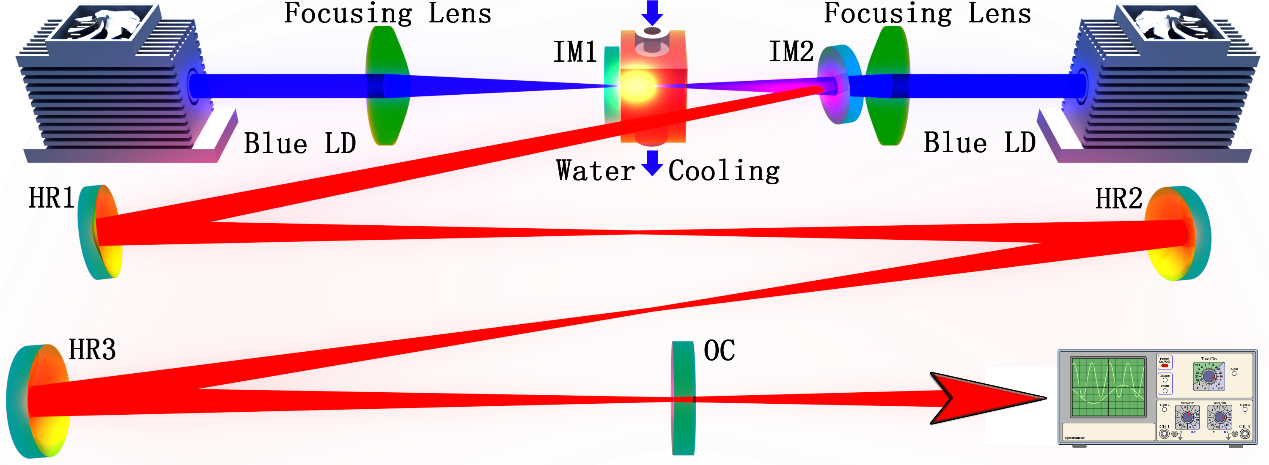 Focusing Lens
Focusing Lens
IM1
IM2
Blue LD
Blue LD
Water Cooling
HR1
HR2
HR3
OC